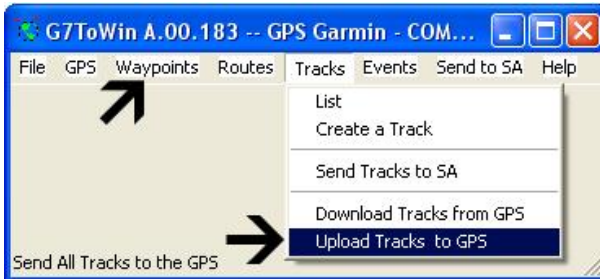 G7ToWin A.00.183 -- GPS Garmin - COM...
File GPS Waypoints Routes Tracks Events Send to SA Help
List
Create a Track
Send Tracks to SA
Download Tracks from GPS
Upload Tracks to GPS
Send All Tracks to the GPS